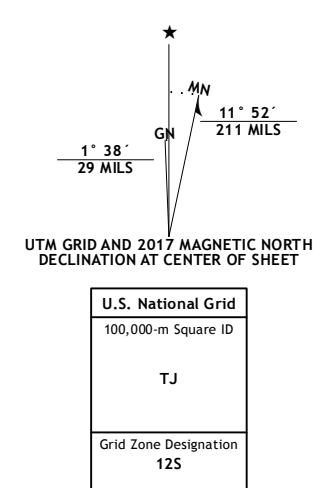 ★
MN
GN
11° 52´
211 MILS
1° 38´
29 MILS
UTM GRID AND 2017 MAGNETIC NORTH
DECLINATION AT CENTER OF SHEET
U.S. National Grid
100,000-m Square ID
TJ
Grid Zone Designation
12S